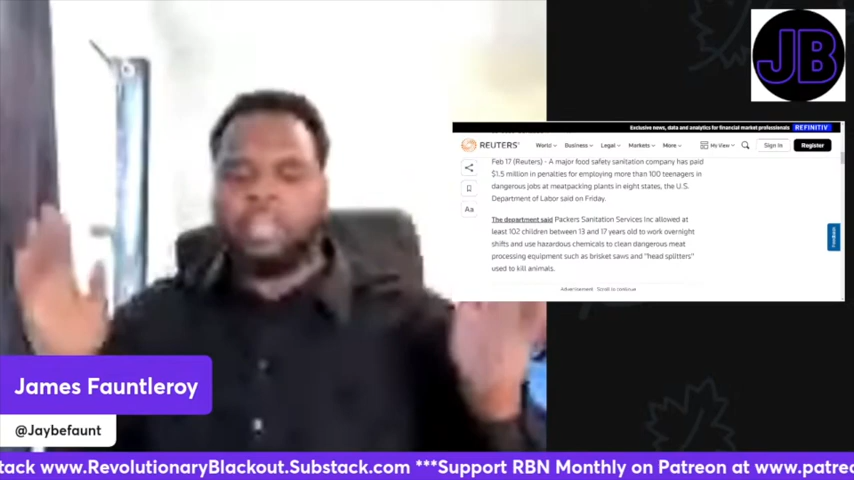 JB
Exclusive news, data and analytics for financial market professionals REFINITIV
REUTERS World Business Legal Markets More My View Sign In Register
Feb 17 (Reuters) - A major food safety sanitation company has paid
$1.5 million in penalties for employing more than 100 teenagers in
dangerous jobs at meatpacking plants in eight states, the U.S.
Department of Labor said on Friday.
Aa
The department said Packers Sanitation Services Inc allowed at
least 102 children between 13 and 17 years old to work overnight
shifts and use hazardous chemicals to clean dangerous meat
processing equipment such as brisket saws and "head splitters"
used to kill animals.
Feedback
Advertisement · Scroll to continue
James Fauntleroy
@Jaybefaunt
tack www.RevolutionaryBlackout.Substack.com ***Support RBN Monthly on Patreon at www.patreo